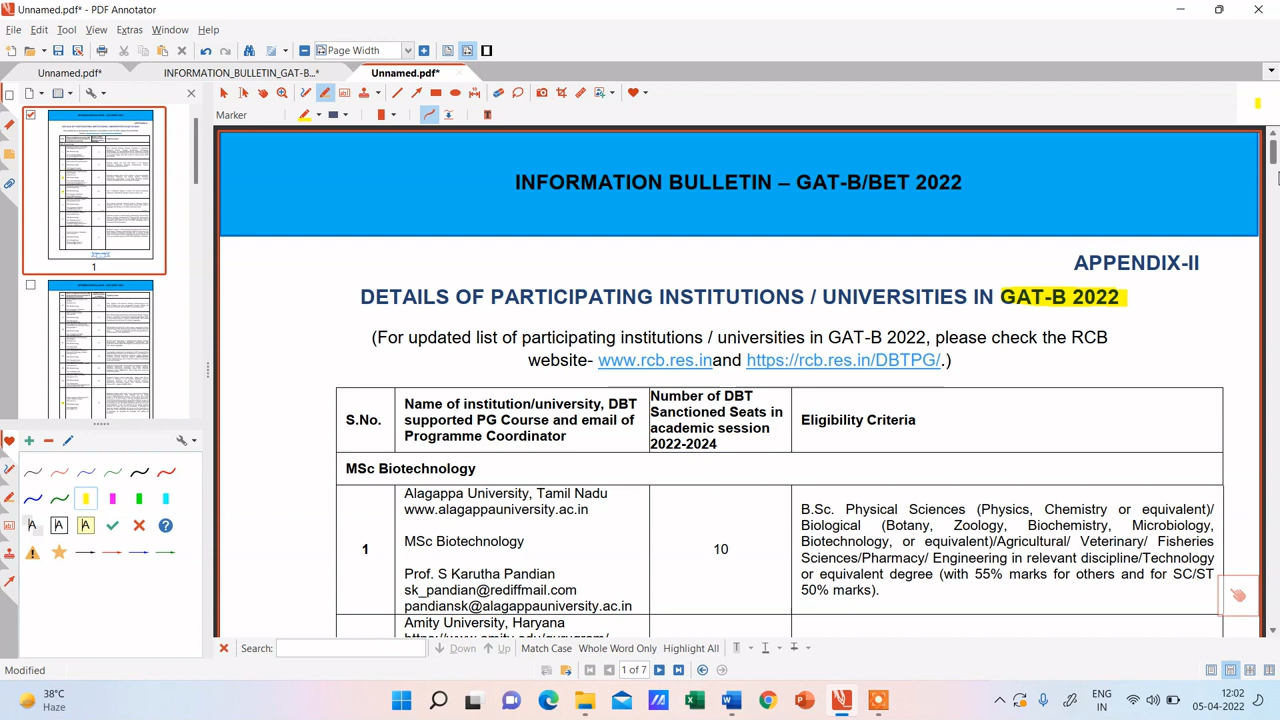 Unnamed.pdf* - PDF Annotator
File Edit Tool View Extras Window Help
Page Width
Unnamed.pdf*
INFORMATION_BULLETIN_GAT-B...*
Unnamed.pdf*
Marker
1
INFORMATION BULLETIN – GAT-B/BET 2022
APPENDIX-II
DETAILS OF PARTICIPATING INSTITUTIONS / UNIVERSITIES IN GAT-B 2022
(For updated list of participating institutions / universities in GAT-B 2022, please check the RCB
website- www.rcb.res.inand https://rcb.res.in/DBTPG/.)
S.No.
Name of institution/university, DBT
supported PG Course and email of
Programme Coordinator
Number of DBT
Sanctioned Seats in
academic session
2022-2024
Eligibility Criteria
MSc Biotechnology
1
Alagappa University, Tamil Nadu
www.alagappauniversity.ac.in
MSc Biotechnology
Prof. S Karutha Pandian
sk_pandian@rediffmail.com
pandiansk@alagappauniversity.ac.in
10
B.Sc. Physical Sciences (Physics, Chemistry or equivalent)/
Biological (Botany, Zoology, Biochemistry, Microbiology,
Biotechnology, or equivalent)/Agricultural/ Veterinary/ Fisheries
Sciences/Pharmacy/ Engineering in relevant discipline/Technology
or equivalent degree (with 55% marks for others and for SC/ST
50% marks).
Amity University, Haryana
Search:
Down
Up
Match Case
Whole Word Only
Highlight All
Modified
1 of 7
38°C
Haze
ENG
IN
05-04-2022